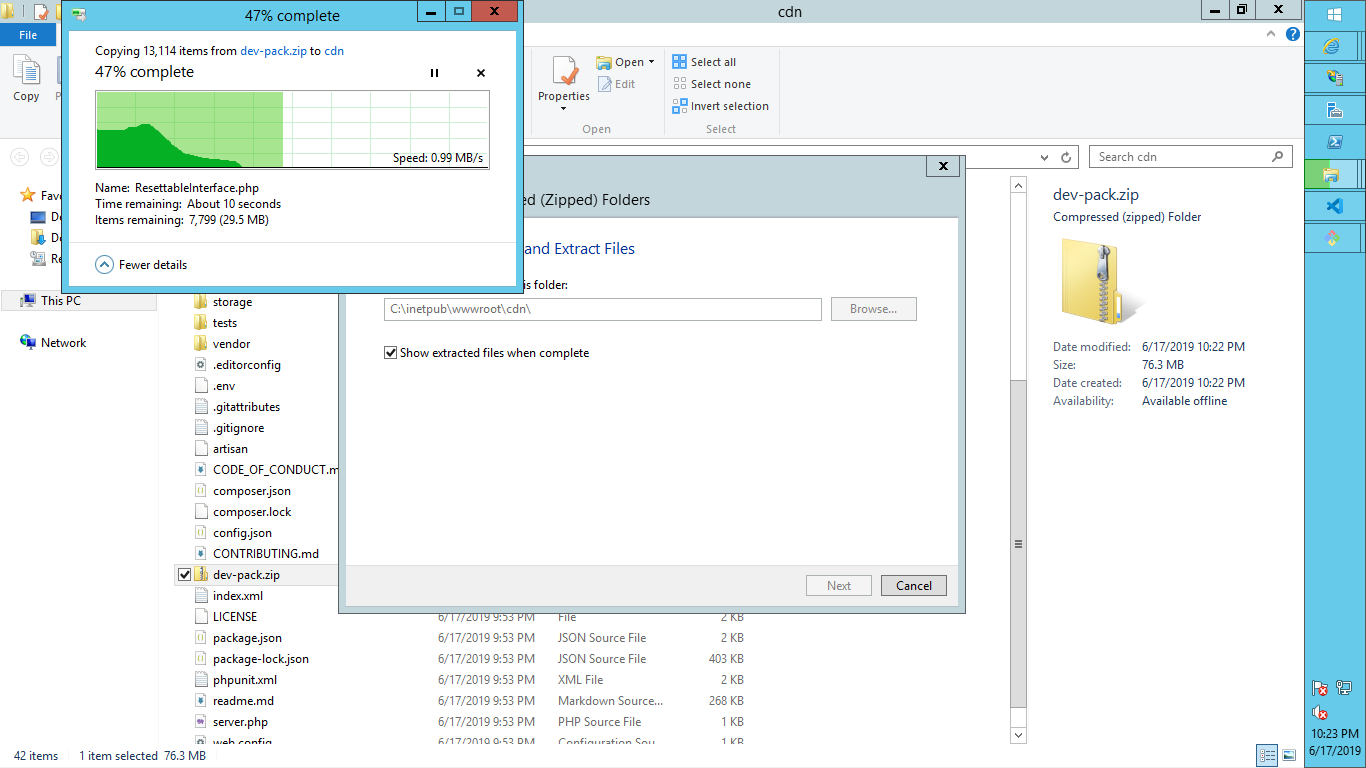 47% complete
Copying 13,114 items from dev-pack.zip to cdn
47% complete
Speed: 0.99 MB/s
Name: ResettableInterface.php
Time remaining: About 10 seconds
Items remaining: 7,799 (29.5 MB)
Fewer details
cdn
File
Copy
Properties
Open
Edit
Open
Select all
Select none
Invert selection
Select
Search cdn
This PC
Network
ed (Zipped) Folders
and Extract Files
is folder:
C:\inetpub\wwwroot\cdn\
Browse...
Show extracted files when complete
Next
Cancel
storage
tests
vendor
.editorconfig
.env
.gitattributes
.gitignore
artisan
CODE_OF_CONDUCT.m
composer.json
composer.lock
config.json
CONTRIBUTING.md
dev-pack.zip
index.xml
LICENSE 6/17/2019 9:53 PM File 2 KB
package.json 6/17/2019 9:53 PM JSON Source File 2 KB
package-lock.json 6/17/2019 9:53 PM JSON Source File 403 KB
phpunit.xml 6/17/2019 9:53 PM XML File 2 KB
readme.md 6/17/2019 9:53 PM Markdown Source... 268 KB
server.php 6/17/2019 9:53 PM PHP Source File 1 KB
web.config 6/17/2019 9:53 PM Configuration Sou... 1 KB
dev-pack.zip
Compressed (zipped) Folder
Date modified: 6/17/2019 10:22 PM
Size: 76.3 MB
Date created: 6/17/2019 10:22 PM
Availability: Available offline
42 items 1 item selected 76.3 MB
10:23 PM
6/17/2019